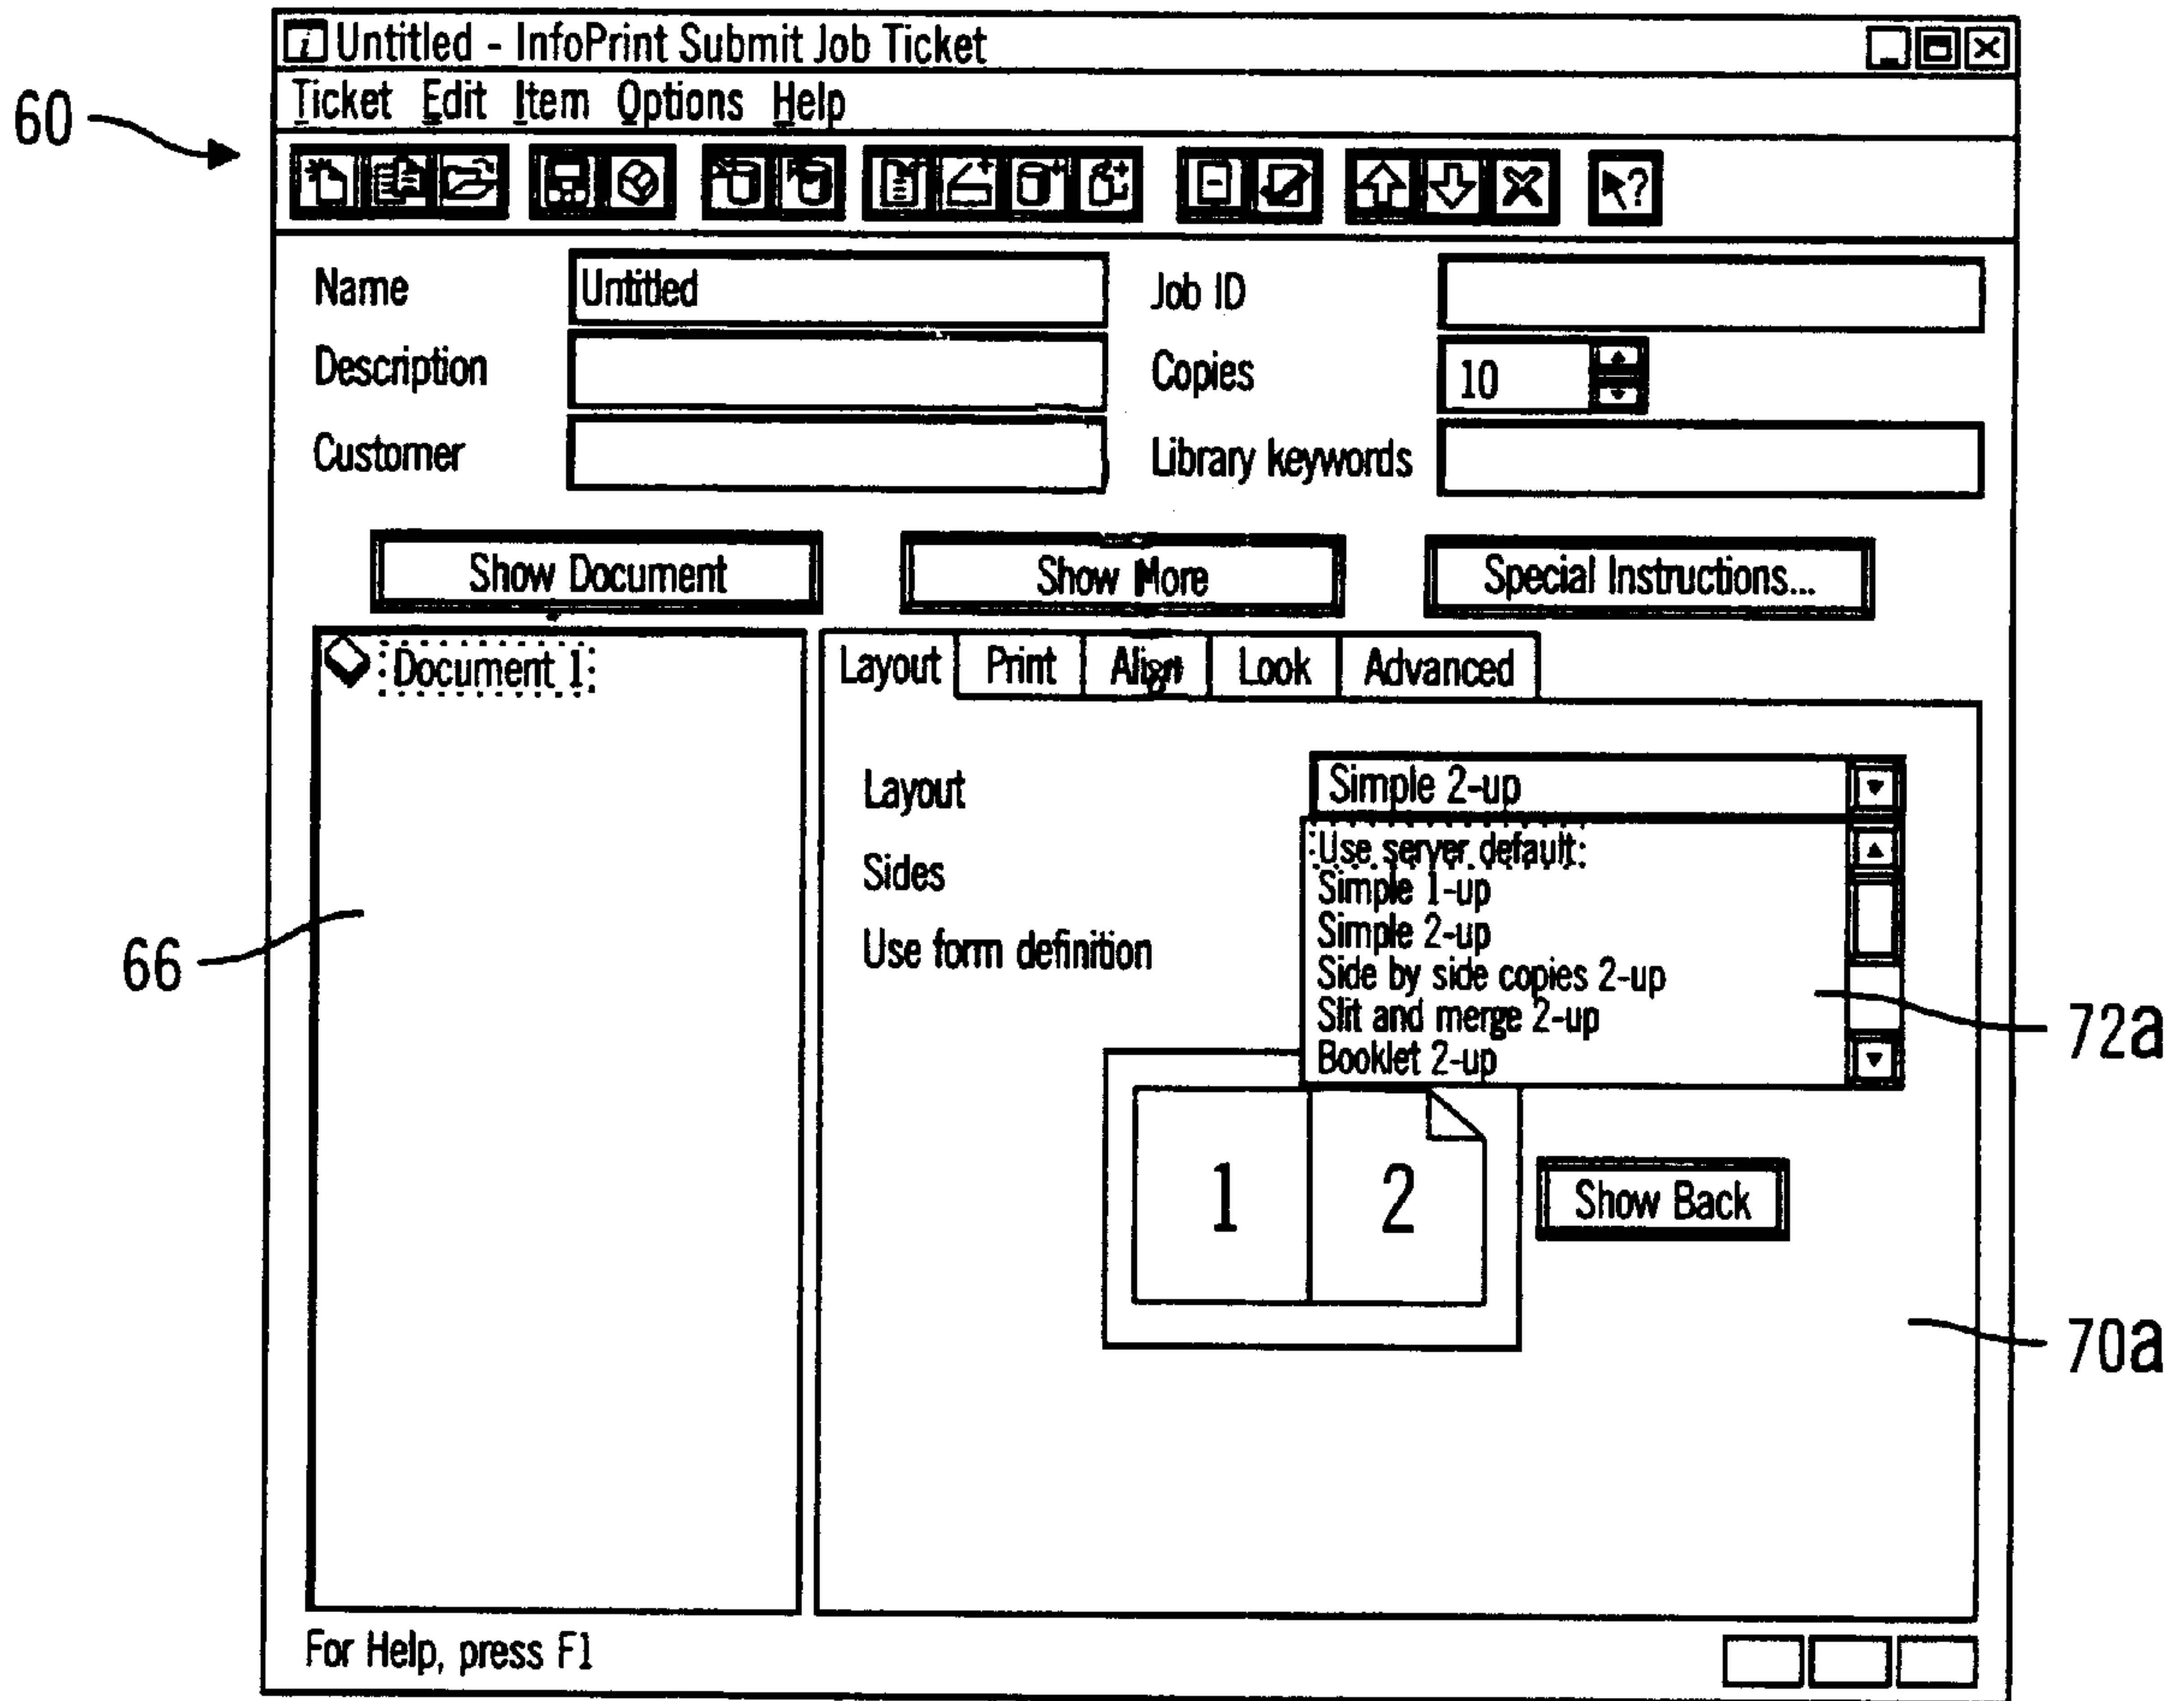 Untitled - InfoPrint Submit Job Ticket
Ticket Edit Item Options Help
60
Name Untitled Job ID
Description Copies 10
Customer Library keywords
Show Document Show More Special Instructions...
Document 1 Layout Print Align Look Advanced
Layout Simple 2-up
Use server default
Sides Simple 1-up
Simple 2-up
Use form definition
66
Side by side copies 2-up
Slit and merge 2-up
72a
Booklet 2-up
1 2 Show Back
70a
For Help, press F1